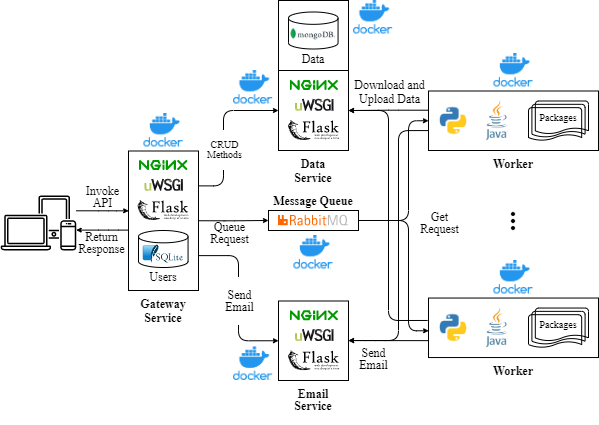 docker
mongoDB.
Data
docker
NGINX
uWSGI
Flask
Data
Service
CRUD
Methods
Download and
Upload Data
docker
Java
Packages
Worker
docker
NGINX
uWSGI
Flask
SQLite
Users
Gateway
Service
Invoke
API
Return
Response
Message Queue
RabbitMQ
docker
Queue
Request
Get
Request
Send
Email
docker
NGINX
uWSGI
Flask
Email
Service
Send
Email
docker
Java
Packages
Worker